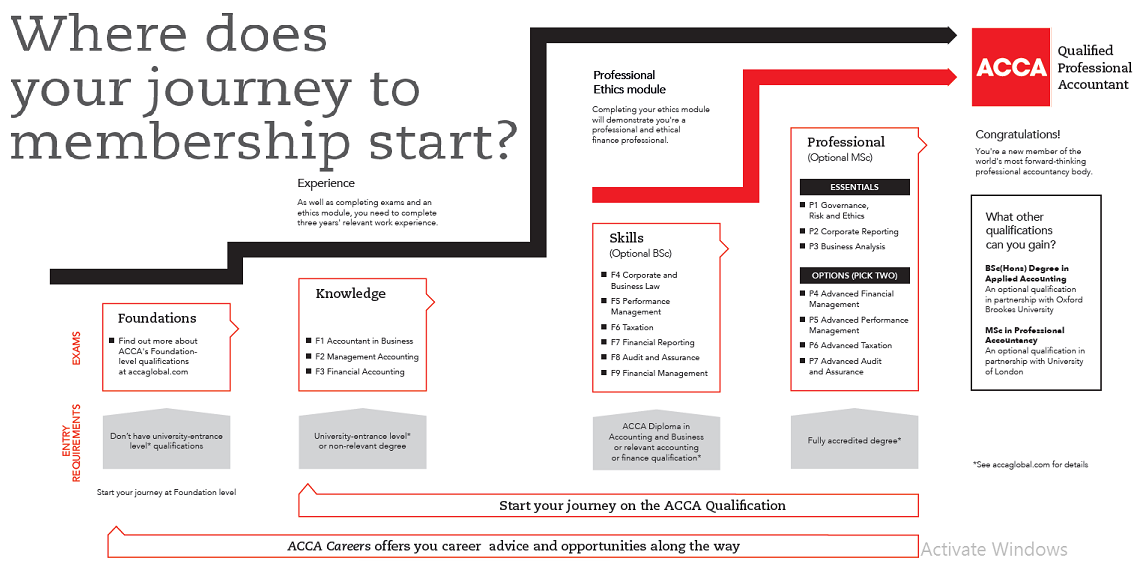 Where does
your journey to
membership start?
Experience
As well as completing exams and an
ethics module, you need to complete
three years' relevant work experience.
Professional
Ethics module
Completing your ethics module
will demonstrate you're a
professional and ethical
finance professional.
ACCA
Qualified
Professional
Accountant
Congratulations!
You're a new member of the
world's most forward-thinking
professional accountancy body.
EXAMS
Foundations
Find out more about
ACCA's Foundation-
level qualifications
at accaglobal.com
Knowledge
F1 Accountant in Business
F2 Management Accounting
F3 Financial Accounting
Skills
(Optional BSc)
F4 Corporate and
Business Law
F5 Performance
Management
F6 Taxation
F7 Financial Reporting
F8 Audit and Assurance
F9 Financial Management
Professional
(Optional MSc)
ESSENTIALS
P1 Governance,
Risk and Ethics
P2 Corporate Reporting
P3 Business Analysis
OPTIONS (PICK TWO)
P4 Advanced Financial
Management
P5 Advanced Performance
Management
P6 Advanced Taxation
P7 Advanced Audit
and Assurance
What other
qualifications
can you gain?
BSc(Hons) Degree in
Applied Accounting
An optional qualification
in partnership with Oxford
Brookes University
MSc in Professional
Accountancy
An optional qualification in
partnership with University
of London
ENTRY
REQUIREMENTS
Don't have university-entrance
level* qualifications
University-entrance level*
or non-relevant degree
ACCA Diploma in
Accounting and Business
or relevant accounting
or finance qualification*
Fully accredited degree*
*See accaglobal.com for details
Start your journey at Foundation level
Start your journey on the ACCA Qualification
ACCA Careers offers you career advice and opportunities along the way
Activate Windows